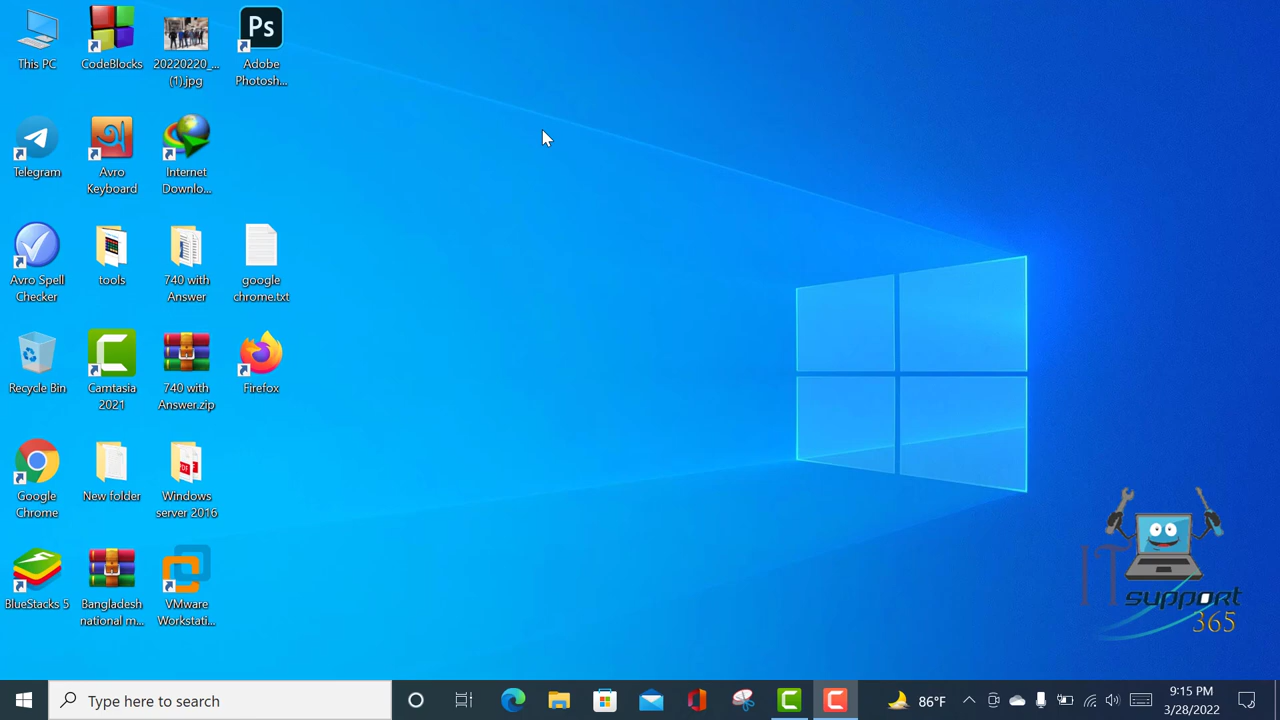 This PC
CodeBlocks
20220220_...
(1).jpg
Ps
Adobe
Photosh...
Telegram
অ
Avro
Keyboard
Internet
Downlo...
Avro Spell
Checker
tools
740 with
Answer
google
chrome.txt
Recycle Bin
Camtasia
2021
740 with
Answer.zip
Firefox
Google
Chrome
New folder
PDF
Windows
server 2016
BlueStacks 5
Bangladesh
national m...
VMware
Workstati...
IT
support
365
Type here to search
86°F
9:15 PM
3/28/2022